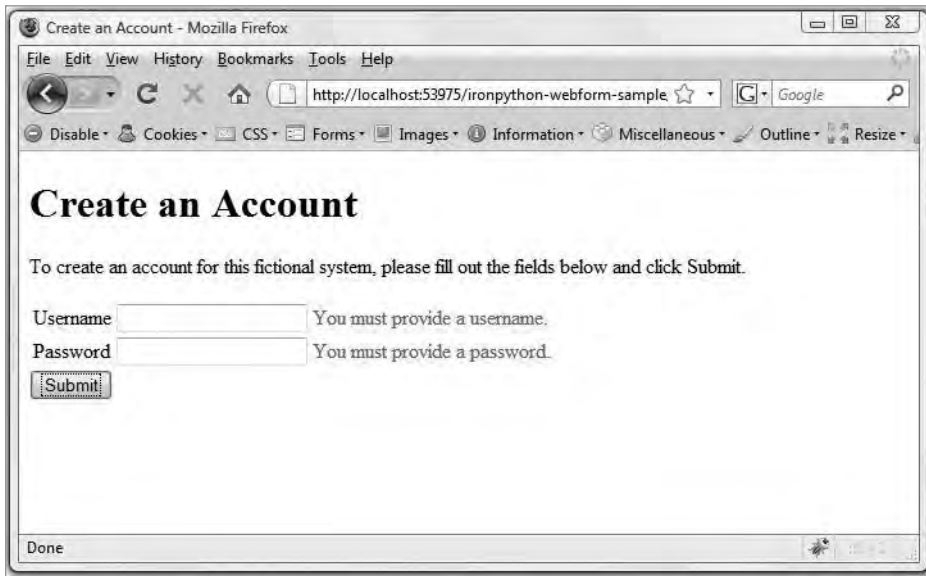 Create an Account - Mozilla Firefox
File Edit View History Bookmarks Tools Help
http://localhost:53975/ironpython-webform-sample
G Google
Disable Cookies CSS Forms Images Information Miscellaneous Outline Resize
Create an Account
To create an account for this fictional system, please fill out the fields below and click Submit.
Username You must provide a username.
Password You must provide a password.
Submit
Done